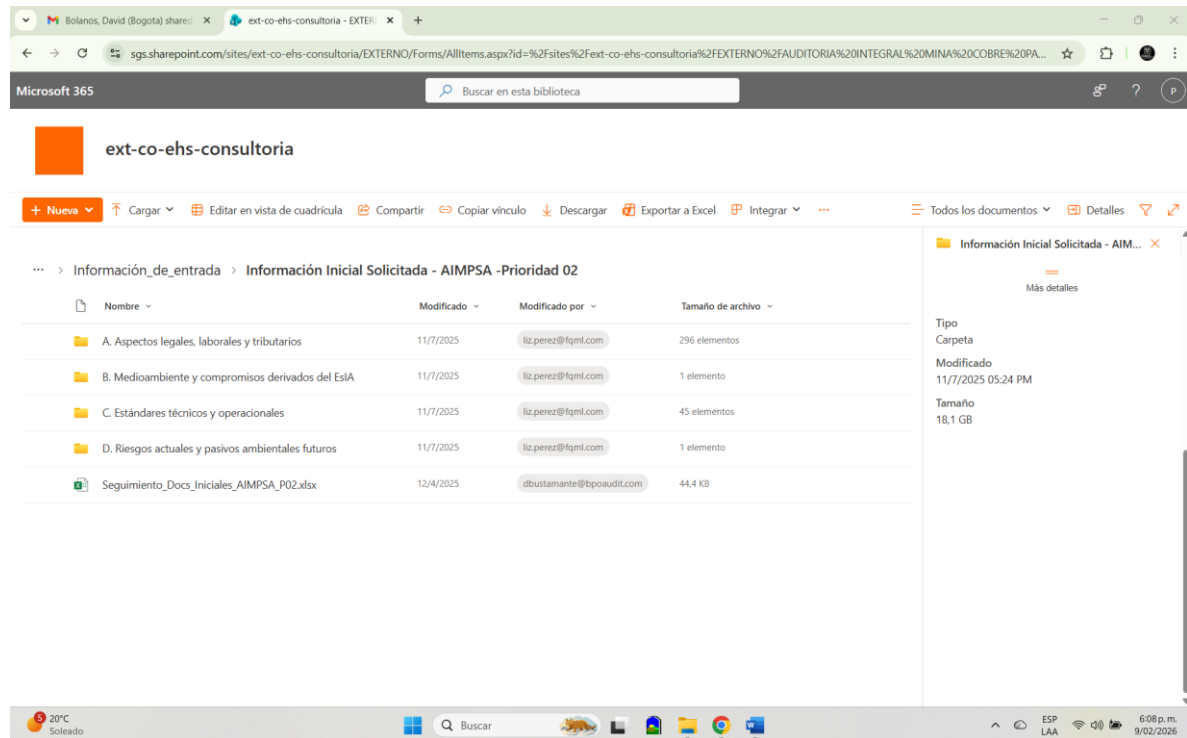 Bolanos, David (Bogota) shared
ext-co-ehs-consultoria - EXTER
sgs.sharepoint.com/sites/ext-co-ehs-consultoria/EXTERNO/Forms/AllItems.aspx?id=%2Fsites%2Fext-co-ehs-consultoria%2FEXTERNO%2FAUDITORIA%20INTEGRAL%20MINA%20COBRE%20PA...
Microsoft 365
Buscar en esta biblioteca
P
ext-co-ehs-consultoria
+ Nueva
Cargar
Editar en vista de cuadrícula
Compartir
Copiar vínculo
Descargar
Exportar a Excel
Integrar
...
Todos los documentos
Detalles
... > Información_de_entrada > Información Inicial Solicitada - AIMPSA -Prioridad 02
Nombre Modificado Modificado por Tamaño de archivo
A. Aspectos legales, laborales y tributarios 11/7/2025 liz.perez@fqml.com 296 elementos
B. Medioambiente y compromisos derivados del EsIA 11/7/2025 liz.perez@fqml.com 1 elemento
C. Estándares técnicos y operacionales 11/7/2025 liz.perez@fqml.com 45 elementos
D. Riesgos actuales y pasivos ambientales futuros 11/7/2025 liz.perez@fqml.com 1 elemento
Seguimiento_Docs_Iniciales_AIMPSA_P02.xlsx 12/4/2025 dbustamante@bpoaudit.com 44,4 KB
Información Inicial Solicitada - AIM...
Más detalles
Tipo
Carpeta
Modificado
11/7/2025 05:24 PM
Tamaño
18,1 GB
5
20°C
Soleado
Buscar
ESP
LAA
6:08 p. m.
9/02/2026